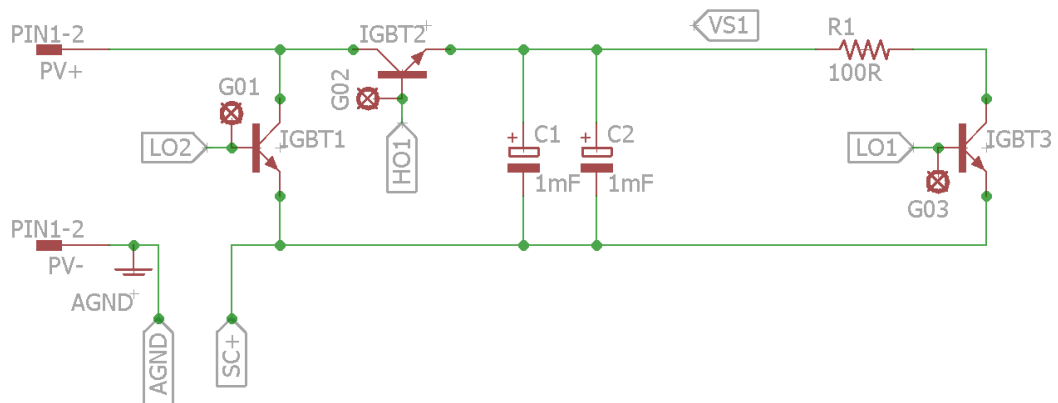 PIN1-2
PV+
G01
LO2
IGBT1
IGBT2
G02
HO1
VS1
R1
100R
+
C1
1mF
+
C2
1mF
LO1
IGBT3
G03
PIN1-2
PV-
AGND
AGND
SC+